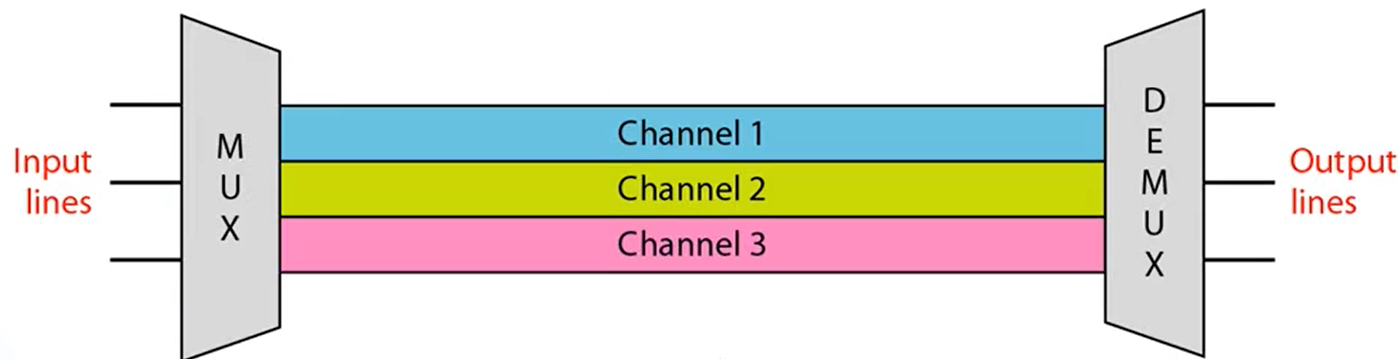 Input
lines
M
U
X
Channel 1
Channel 2
Channel 3
D
E
M
U
X
Output
lines